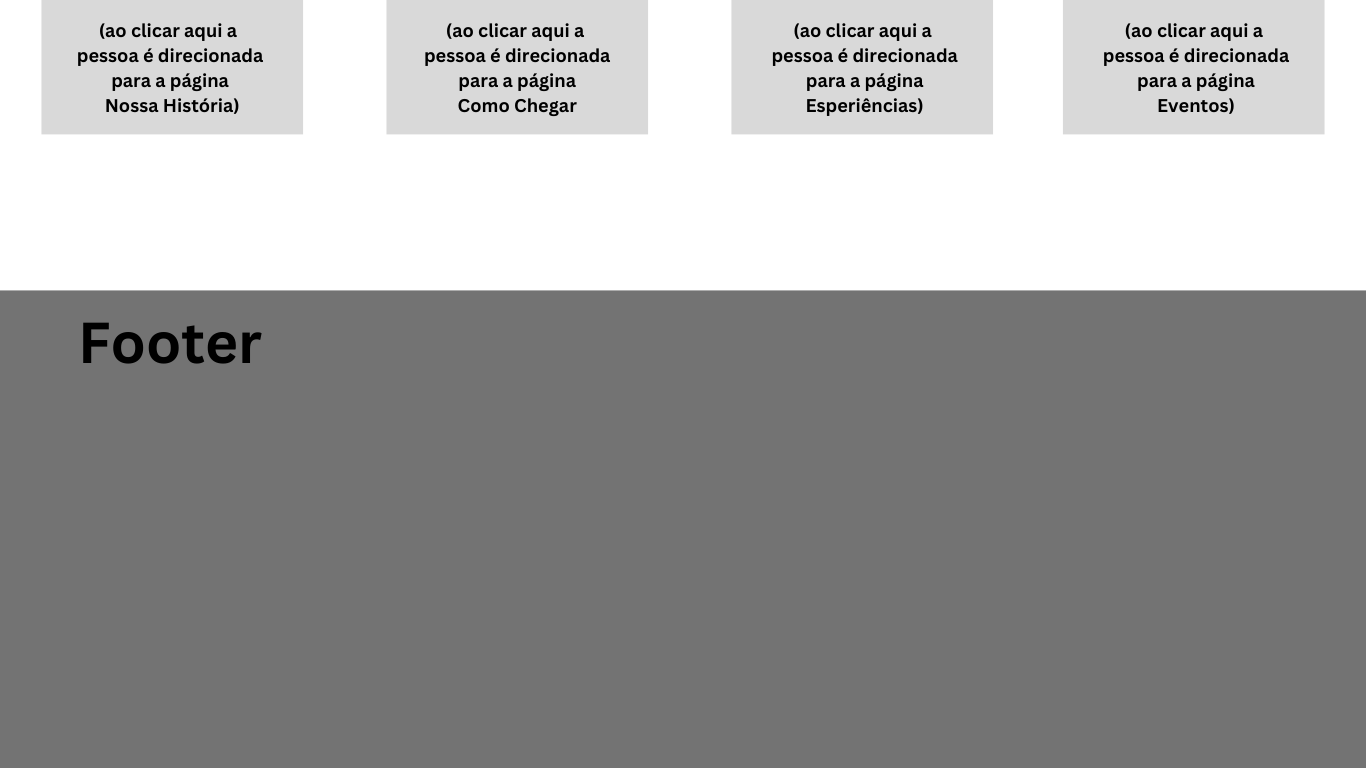 (ao clicar aqui a
pessoa é direcionada
para a página
Nossa História)
(ao clicar aqui a
pessoa é direcionada
para a página
Como Chegar
(ao clicar aqui a
pessoa é direcionada
para a página
Esperiências)
(ao clicar aqui a
pessoa é direcionada
para a página
Eventos)
Footer